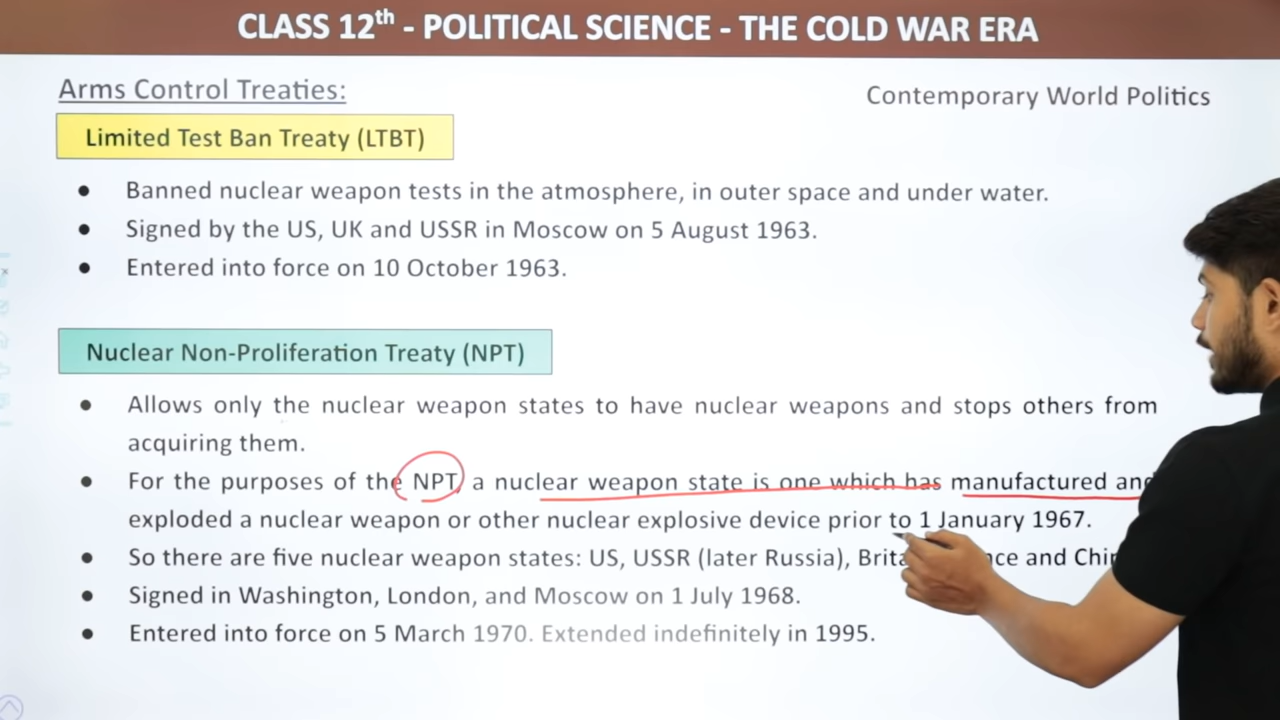 CLASS 12th - POLITICAL SCIENCE - THE COLD WAR ERA
Arms Control Treaties:
Contemporary World Politics
Limited Test Ban Treaty (LTBT)
● Banned nuclear weapon tests in the atmosphere, in outer space and under water.
● Signed by the US, UK and USSR in Moscow on 5 August 1963.
● Entered into force on 10 October 1963.
Nuclear Non-Proliferation Treaty (NPT)
● Allows only the nuclear weapon states to have nuclear weapons and stops others from
acquiring them.
● For the purposes of the NPT, a nuclear weapon state is one which has manufactured and
exploded a nuclear weapon or other nuclear explosive device prior to 1 January 1967.
● So there are five nuclear weapon states: US, USSR (later Russia), and
● Signed in Washington, London, and Moscow on 1 July 1968.
● Entered into force on 5 March 1970. Extended indefinitely in 1995.